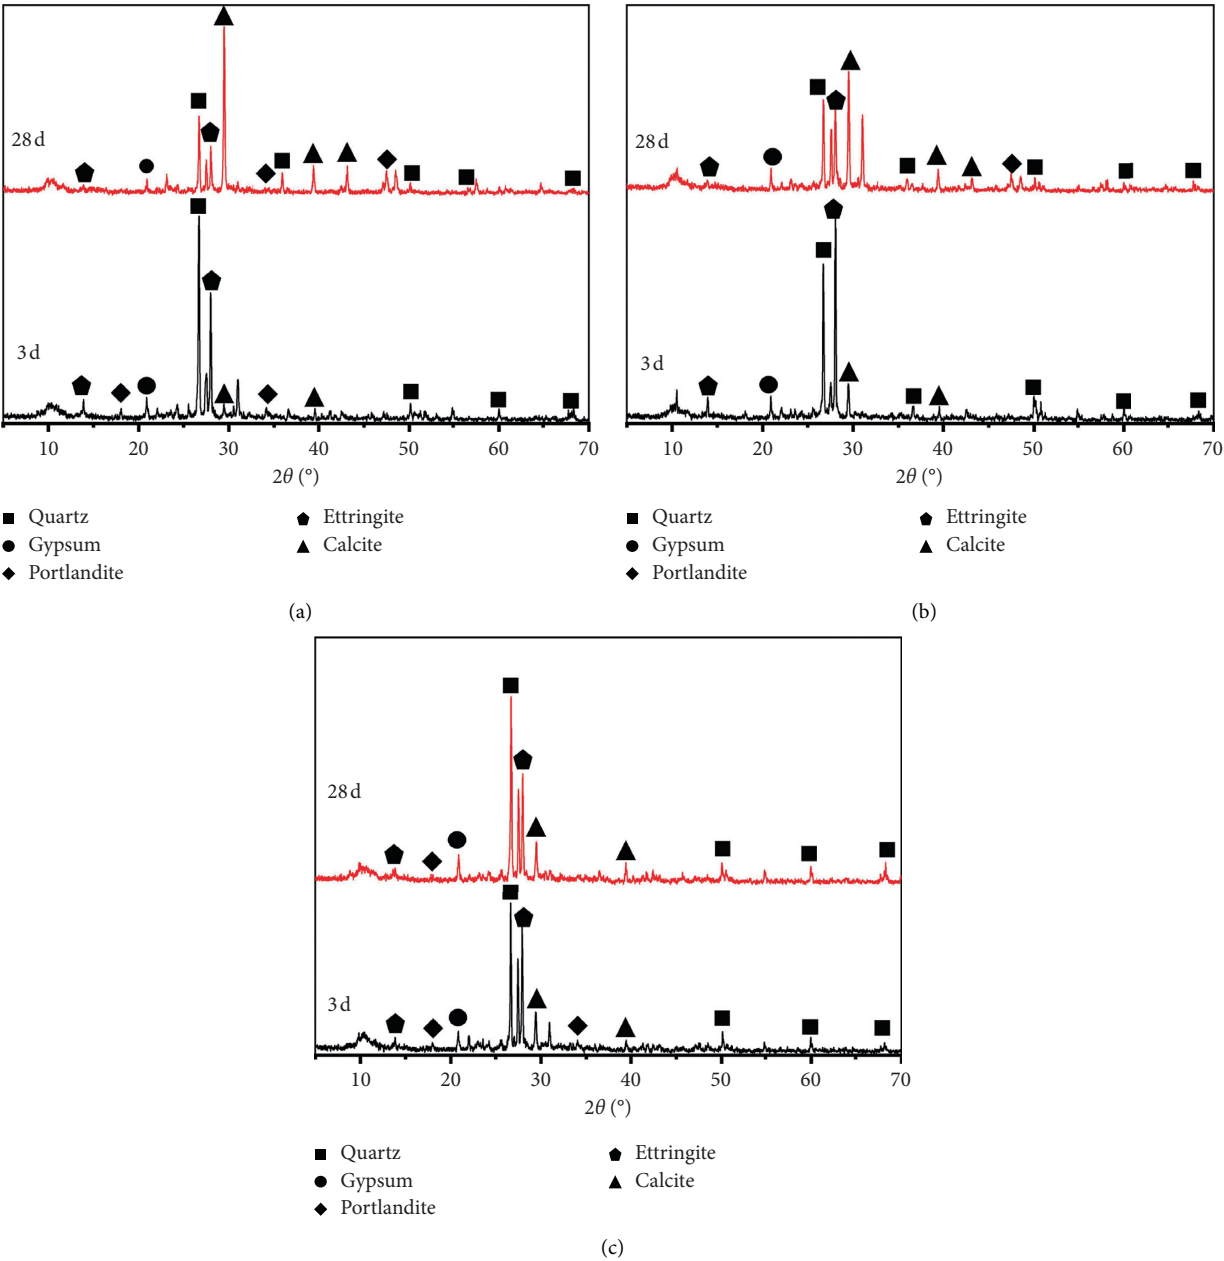 28 d
3 d
10 20 30 40 50 60 70
2θ (°)
Quartz
Gypsum
Portlandite
Ettringite
Calcite
(a)
28 d
3 d
10 20 30 40 50 60 70
2θ (°)
Quartz
Gypsum
Portlandite
Ettringite
Calcite
(b)
28 d
3 d
10 20 30 40 50 60 70
2θ (°)
Quartz
Gypsum
Portlandite
Ettringite
Calcite
(c)